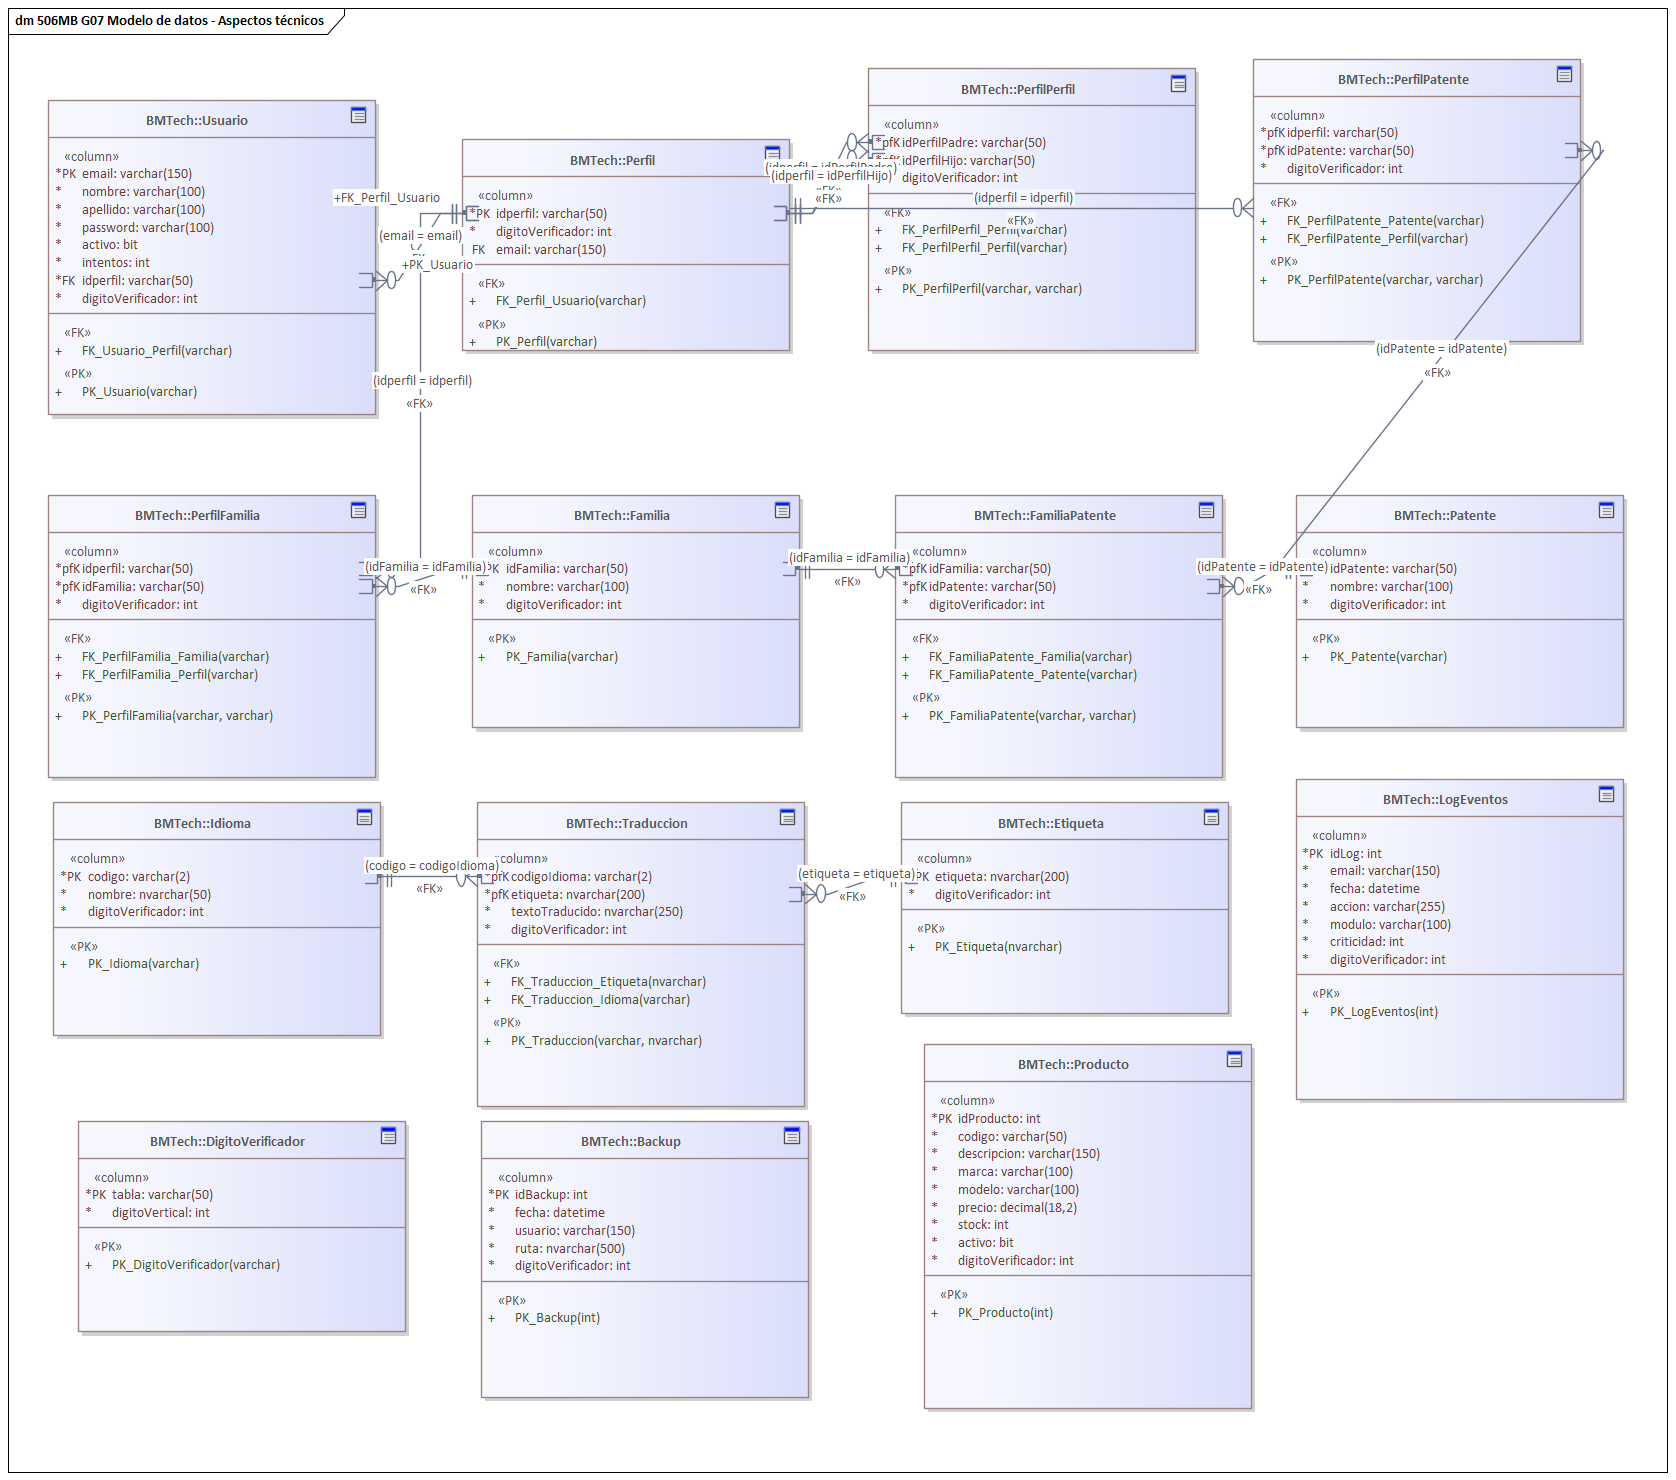 dm 506MB G07 Modelo de datos - Aspectos técnicos
BMTech::Usuario
«column»
*PK email: varchar(150)
* nombre: varchar(100)
* apellido: varchar(100)
* password: varchar(100)
* activo: bit
* intentos: int
*FK idperfil: varchar(50)
* digitoVerificador: int
«FK»
+ FK_Usuario_Perfil(varchar)
«PK»
+ PK_Usuario(varchar)
+FK_Perfil_Usuario
(email = email)
+PK_Usuario
(idperfil = idperfil)
«FK»
BMTech::Perfil
«column»
*PK idperfil: varchar(50)
* digitoVerificador: int
FK email: varchar(150)
«FK»
+ FK_Perfil_Usuario(varchar)
«PK»
+ PK_Perfil(varchar)
(idperfil = idPerfilHijo)
«FK»
BMTech::PerfilPerfil
«column»
*pfK idPerfilPadre: varchar(50)
*pfK idPerfilHijo: varchar(50)
digitoVerificador: int
(idperfil = idperfil)
«FK»
«FK»
+ FK_PerfilPerfil_Perfil(varchar)
+ FK_PerfilPerfil_Perfil(varchar)
«PK»
+ PK_PerfilPerfil(varchar, varchar)
BMTech::PerfilPatente
«column»
*pfK idperfil: varchar(50)
*pfK idPatente: varchar(50)
* digitoVerificador: int
«FK»
+ FK_PerfilPatente_Patente(varchar)
+ FK_PerfilPatente_Perfil(varchar)
«PK»
+ PK_PerfilPatente(varchar, varchar)
(idPatente = idPatente)
«FK»
BMTech::PerfilFamilia
«column»
*pfK idperfil: varchar(50)
*pfK idFamilia: varchar(50)
* digitoVerificador: int
«FK»
+ FK_PerfilFamilia_Familia(varchar)
+ FK_PerfilFamilia_Perfil(varchar)
«PK»
+ PK_PerfilFamilia(varchar, varchar)
(idFamilia = idFamilia)
«FK»
BMTech::Familia
«column»
PK idFamilia: varchar(50)
* nombre: varchar(100)
* digitoVerificador: int
«PK»
+ PK_Familia(varchar)
(idFamilia = idFamilia)
«FK»
BMTech::FamiliaPatente
«column»
*pfK idFamilia: varchar(50)
*pfK idPatente: varchar(50)
* digitoVerificador: int
«FK»
+ FK_FamiliaPatente_Familia(varchar)
+ FK_FamiliaPatente_Patente(varchar)
«PK»
+ PK_FamiliaPatente(varchar, varchar)
(idPatente = idPatente)
«FK»
BMTech::Patente
«column»
idPatente: varchar(50)
* nombre: varchar(100)
* digitoVerificador: int
«PK»
+ PK_Patente(varchar)
BMTech::Idioma
«column»
*PK codigo: varchar(2)
* nombre: nvarchar(50)
* digitoVerificador: int
«PK»
+ PK_Idioma(varchar)
(codigo = codigoIdioma)
«FK»
BMTech::Traduccion
«column»
*pfK codigoIdioma: varchar(2)
*pfK etiqueta: nvarchar(200)
* textoTraducido: nvarchar(250)
* digitoVerificador: int
«FK»
+ FK_Traduccion_Etiqueta(nvarchar)
+ FK_Traduccion_Idioma(varchar)
«PK»
+ PK_Traduccion(varchar, nvarchar)
(etiqueta = etiqueta)
«FK»
BMTech::Etiqueta
«column»
PK etiqueta: nvarchar(200)
* digitoVerificador: int
«PK»
+ PK_Etiqueta(nvarchar)
BMTech::LogEventos
«column»
*PK idLog: int
* email: varchar(150)
* fecha: datetime
* accion: varchar(255)
* modulo: varchar(100)
* criticidad: int
* digitoVerificador: int
«PK»
+ PK_LogEventos(int)
BMTech::DigitoVerificador
«column»
*PK tabla: varchar(50)
* digitoVertical: int
«PK»
+ PK_DigitoVerificador(varchar)
BMTech::Backup
«column»
*PK idBackup: int
* fecha: datetime
* usuario: varchar(150)
* ruta: nvarchar(500)
* digitoVerificador: int
«PK»
+ PK_Backup(int)
BMTech::Producto
«column»
*PK idProducto: int
* codigo: varchar(50)
* descripcion: varchar(150)
* marca: varchar(100)
* modelo: varchar(100)
* precio: decimal(18,2)
* stock: int
* activo: bit
* digitoVerificador: int
«PK»
+ PK_Producto(int)